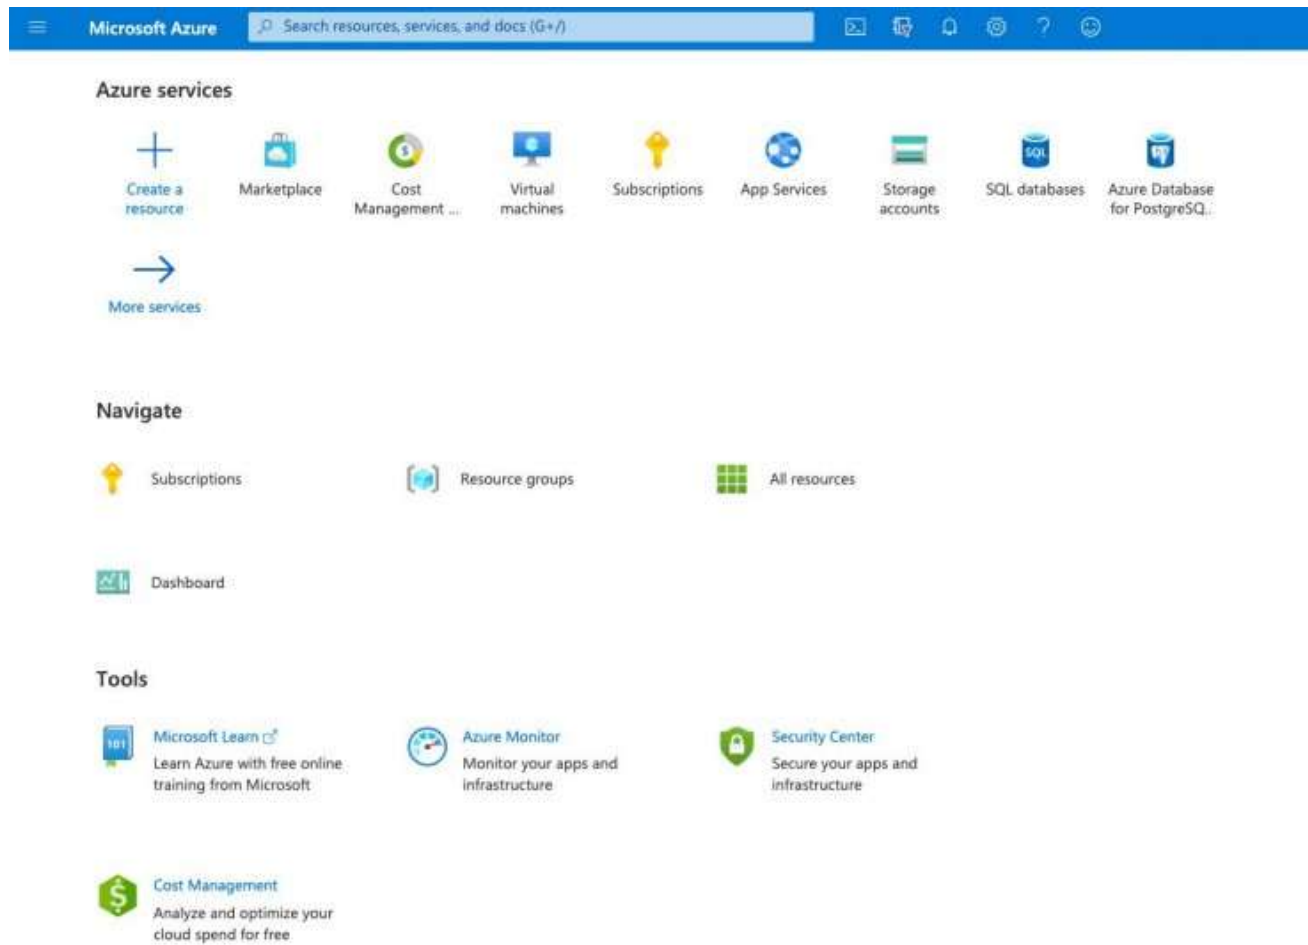 Microsoft Azure
Search resources, services, and docs (G+/)
Azure services
Create a
resource
Marketplace
Cost
Management ...
Virtual
machines
Subscriptions
App Services
Storage
accounts
SQL
SQL databases
Azure Database
for PostgreSQ..
More services
Navigate
Subscriptions
Resource groups
All resources
Dashboard
Tools
101
Microsoft Learn
Learn Azure with free online
training from Microsoft
Azure Monitor
Monitor your apps and
infrastructure
Security Center
Secure your apps and
infrastructure
$
Cost Management
Analyze and optimize your
cloud spend for free